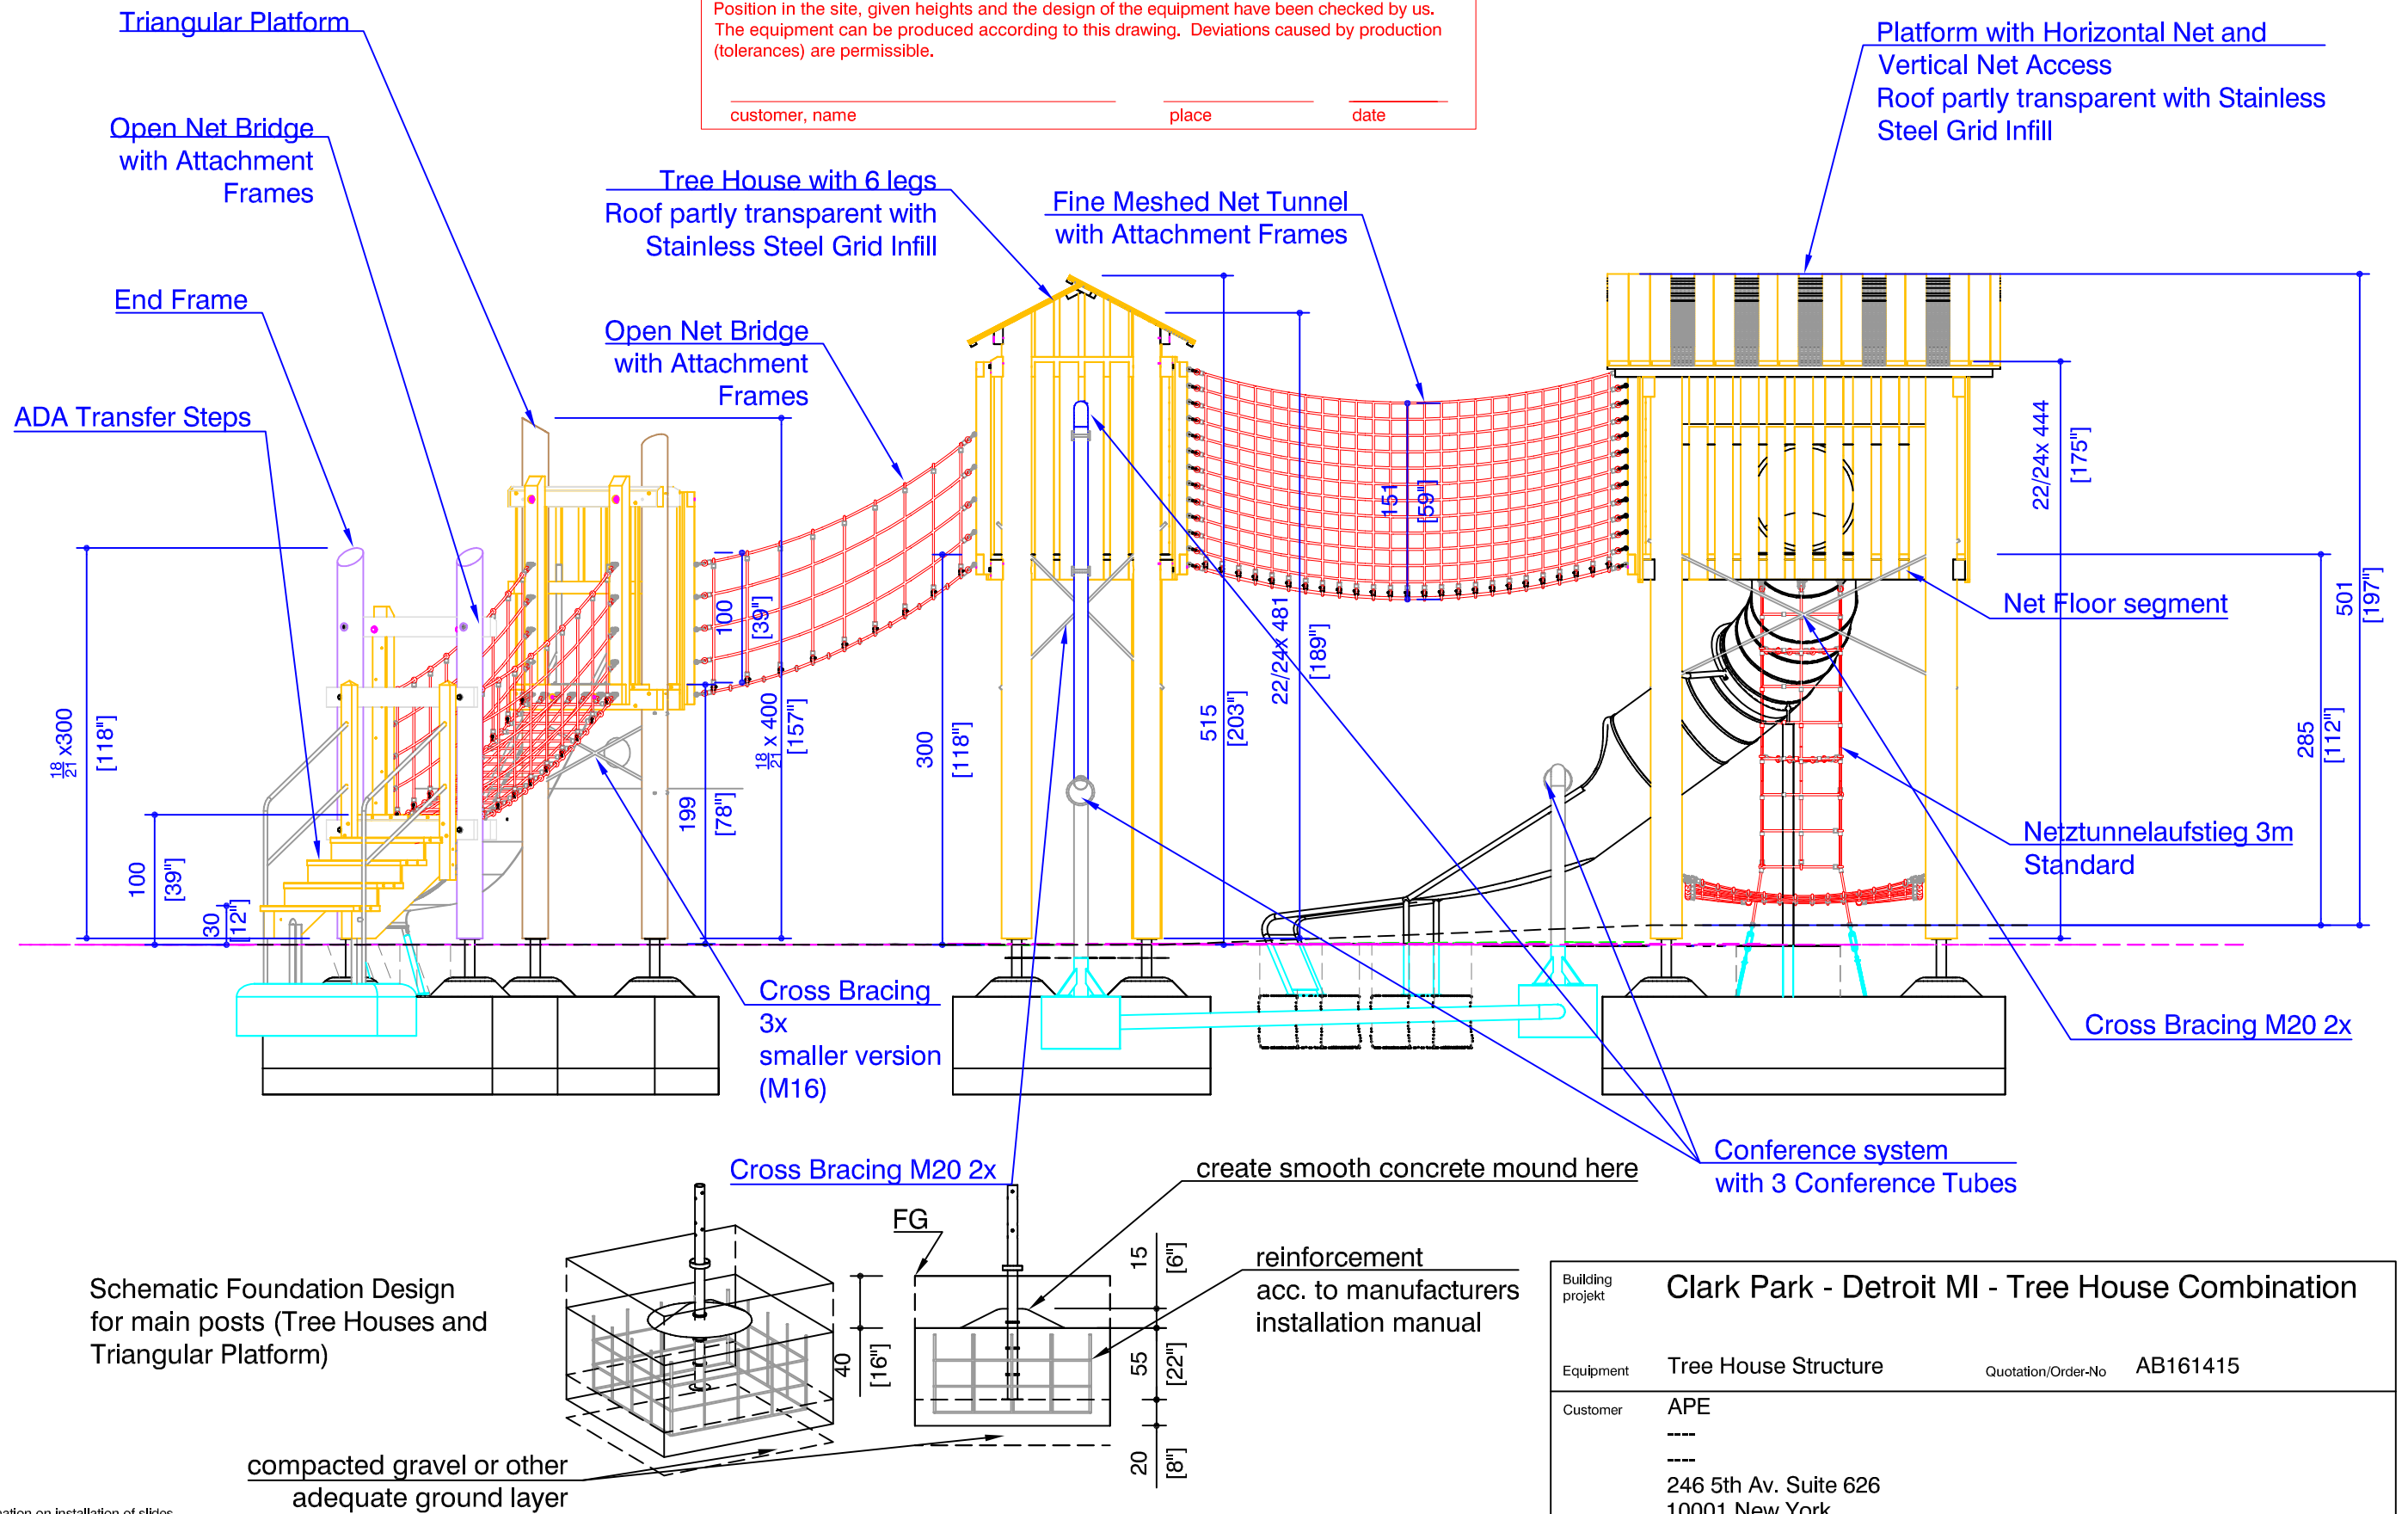 Position in the site, given heights and the design of the equipment have been checked by us.
The equipment can be produced according to this drawing. Deviations caused by production
(tolerances) are permissible.
customer, name
place
date
Triangular Platform
Open Net Bridge
with Attachment
Frames
End Frame
ADA Transfer Steps
Tree House with 6 legs
Roof partly transparent with
Stainless Steel Grid Infill
Open Net Bridge
with Attachment
Frames
Fine Meshed Net Tunnel
with Attachment Frames
Platform with Horizontal Net and
Vertical Net Access
Roof partly transparent with Stainless
Steel Grid Infill
18/21 x300
[118"]
100
[39"]
30
[12"]
100
[39"]
199
[78"]
18/21 x 400
[157"]
300
[118"]
515
[203"]
22/24x 481
[189"]
151
[59"]
22/24x 444
[175"]
285
[112"]
501
[197"]
Net Floor segment
Netztunnelaufstieg 3m
Standard
Cross Bracing M20 2x
Cross Bracing
3x
smaller version
(M16)
Conference system
with 3 Conference Tubes
Cross Bracing M20 2x
create smooth concrete mound here
FG
reinforcement
acc. to manufacturers
installation manual
15
[6"]
55
[22"]
20
[8"]
40
[16"]
Schematic Foundation Design
for main posts (Tree Houses and
Triangular Platform)
compacted gravel or other
adequate ground layer
Building
projekt
Clark Park - Detroit MI - Tree House Combination
Equipment
Tree House Structure
Quotation/Order-No
AB161415
Customer
APE
----
----
246 5th Av. Suite 626
10001 New York
on installation of slides